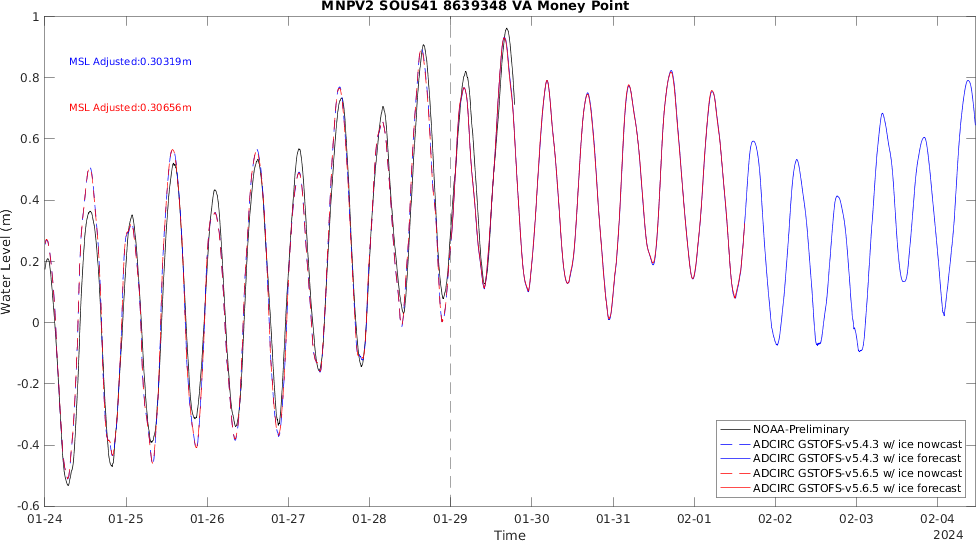 MNPV2 SOUS41 8639348 VA Money Point
MSL Adjusted:0.30319m
MSL Adjusted:0.30656m
Water Level (m)
1
0.8
0.6
0.4
0.2
0
-0.2
-0.4
-0.6
NOAA-Preliminary
ADCIRC GSTOFS-v5.4.3 w/ ice nowcast
ADCIRC GSTOFS-v5.4.3 w/ ice forecast
ADCIRC GSTOFS-v5.6.5 w/ ice nowcast
ADCIRC GSTOFS-v5.6.5 w/ ice forecast
01-24 01-25 01-26 01-27 01-28 01-29 01-30 01-31 02-01 02-02 02-03 02-04
Time
2024